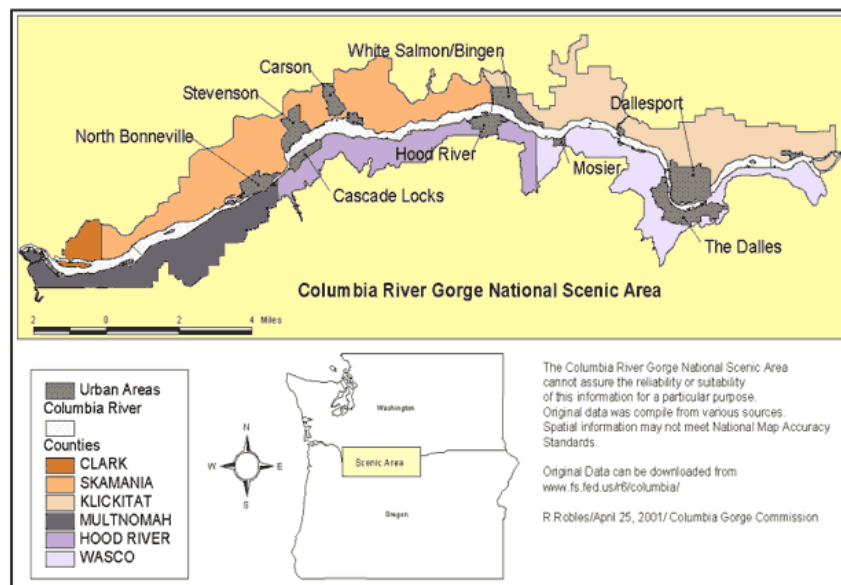 White Salmon/Bingen
Carson
Stevenson
Dallesport
North Bonneville
Hood River
Mosier
Cascade Locks
The Dalles
Columbia River Gorge National Scenic Area
2 0 2 4 Miles
Urban Areas
Columbia River
Counties
CLARK
SKAMANIA
KLICKITAT
MULTNOMAH
HOOD RIVER
WASCO
N
W E
S
Washington
Scenic Area
Oregon
The Columbia River Gorge National Scenic Area
cannot assure the reliability or suitability
of this information for a particular purpose.
Original data was compile from various sources.
Spatial information may not meet National Map Accuracy
Standards.
Original Data can be downloaded from
www.fs.fed.us/r6/columbia/
R.Robles/April 25, 2001/ Columbia Gorge Commission